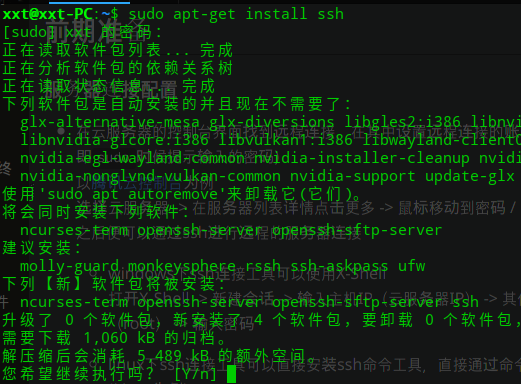 xxt@xxt-PC:~$ sudo apt-get install ssh
[sudo] xxt 的密码：
正在读取软件包列表... 完成
正在分析软件包的依赖关系树
正在读取状态信息... 完成
下列软件包是自动安装的并且现在不需要了：
glx-alternative-mesa glx-diversions libgles2:i386 libnvidi
libnvidia-glcore:i386 libvulkan1:i386 libwayland-client0
nvidia-egl-wayland-common nvidia-installer-cleanup nvidi
nvidia-nonglvnd-vulkan-common nvidia-support update-glx
使用'sudo apt autoremove'来卸载它(它们)。
将会同时安装下列软件：
ncurses-term openssh-server openssh-sftp-server
建议安装：
molly-guard monkeysphere rssh ssh-askpass ufw
下列【新】软件包将被安装：
ncurses-term openssh-server openssh-sftp-server ssh
升级了 0 个软件包，新安装了 4 个软件包，要卸载 0 个软件包，
需要下载 1,060 kB 的归档。
解压缩后会消耗 5,489 kB 的额外空间。
您希望继续执行吗？ [Y/n]